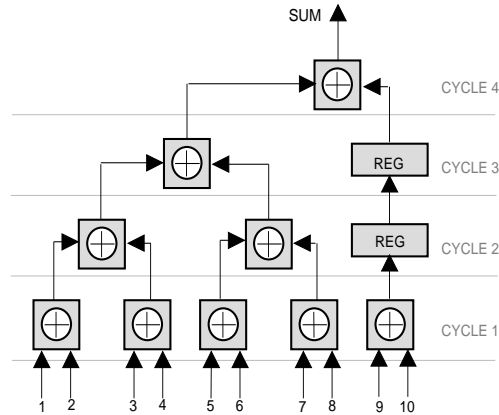 SUM
CYCLE 4
REG
CYCLE 3
REG
CYCLE 2
CYCLE 1
1 2 3 4 5 6 7 8 9 10